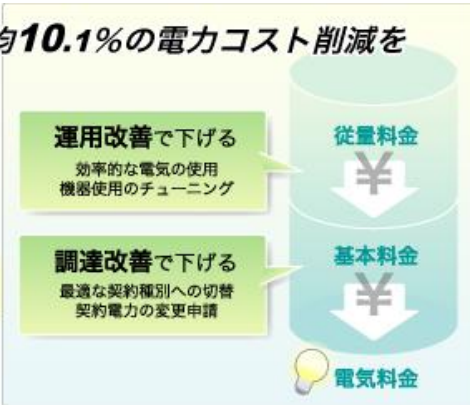 均10.1%の電力コスト削減を
運用改善で下げる
効率的な電気の使用
機器使用のチューニング
従量料金
¥
調達改善で下げる
最適な契約種別への切替
契約電力の変更申請
基本料金
¥
電気料金